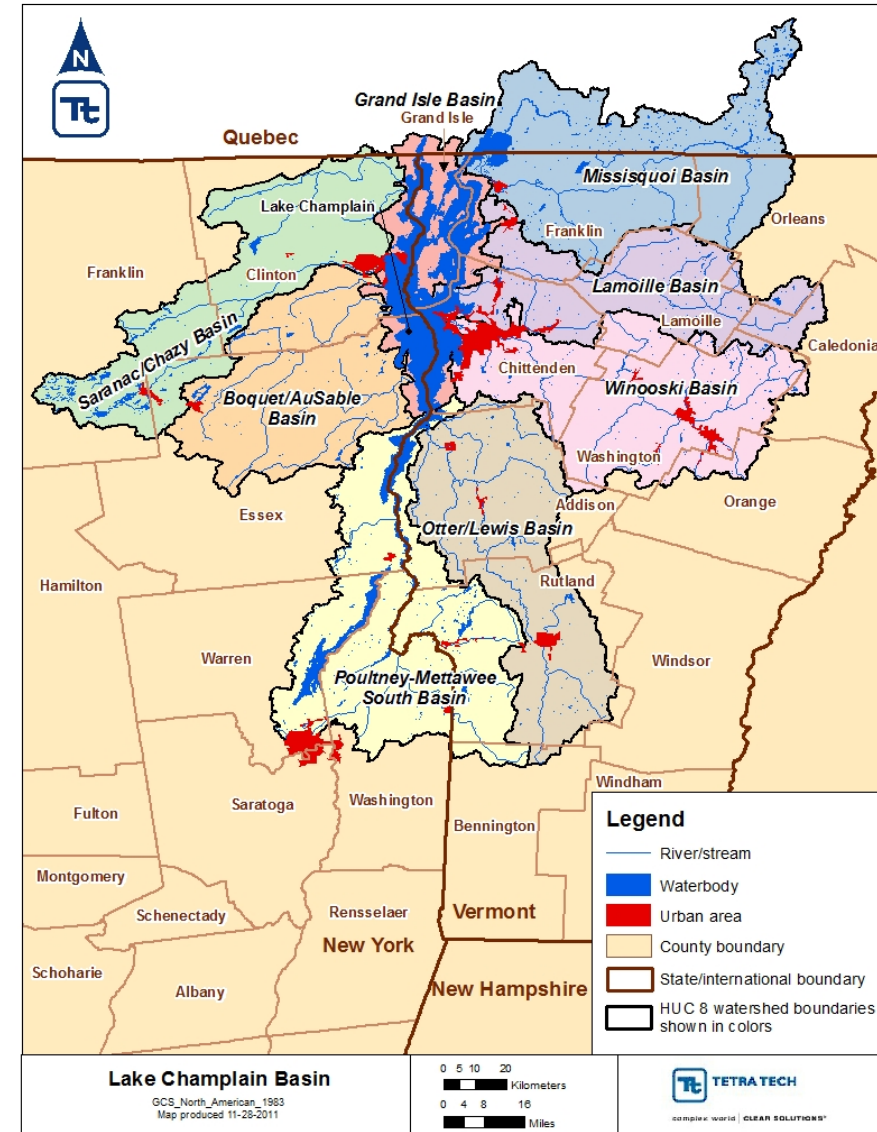 N
Tt
Grand Isle Basin
Grand Isle
Quebec
Missisquoi Basin
Lake Champlain
Orleans
Franklin
Franklin
Clinton
Lamoille Basin
Saranac/Chazy Basin
Lamoille
Caledonia
Chittenden
Boquet/AuSable
Basin
Winooski Basin
Washington
Essex
Addison
Orange
Otter/Lewis Basin
Hamilton
Rutland
Warren
Windsor
Poultney-Mettawee
South Basin
Windham
Fulton
Saratoga
Washington
Bennington
Montgomery
Schenectady
Rensselaer
Vermont
New York
Schoharie
Albany
New Hampshire
Legend
River/stream
Waterbody
Urban area
County boundary
State/international boundary
HUC 8 watershed boundaries
shown in colors
Lake Champlain Basin
GCS_North_American_1983
Map produced 11-28-2011
0 5 10 20
Kilometers
0 4 8 16
Miles
Tt TETRA TECH
complex world | CLEAR SOLUTIONS™